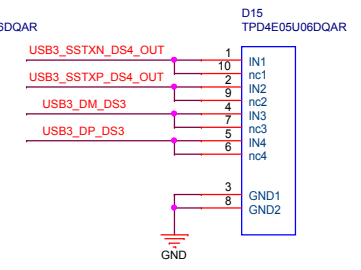 D15
6DQAR
TPD4E05U06DQAR
USB3_SSTXN_DS4_OUT
1
IN1
10
nc1
USB3_SSTXP_DS4_OUT
2
IN2
9
nc2
USB3_DM_DS3
4
IN3
7
nc3
USB3_DP_DS3
5
IN4
6
nc4
3
GND1
8
GND2
GND